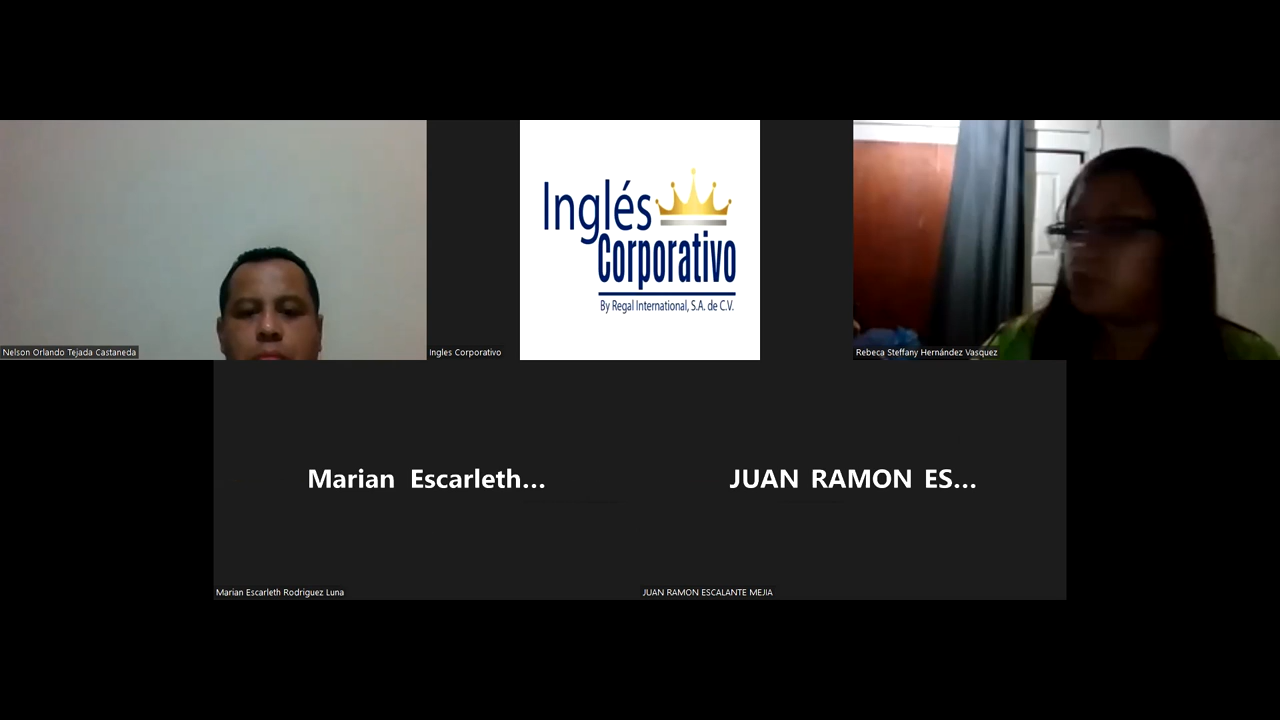 Inglés
Corporativo
By Regal International, S.A. de C.V.
Nelson Orlando Tejada Castaneda
Ingles Corporativo
Rebeca Steffany Hernández Vasquez
Marian Escarleth...
JUAN RAMON ES...
Marian Escarleth Rodriguez Luna
JUAN RAMON ESCALANTE MEJIA